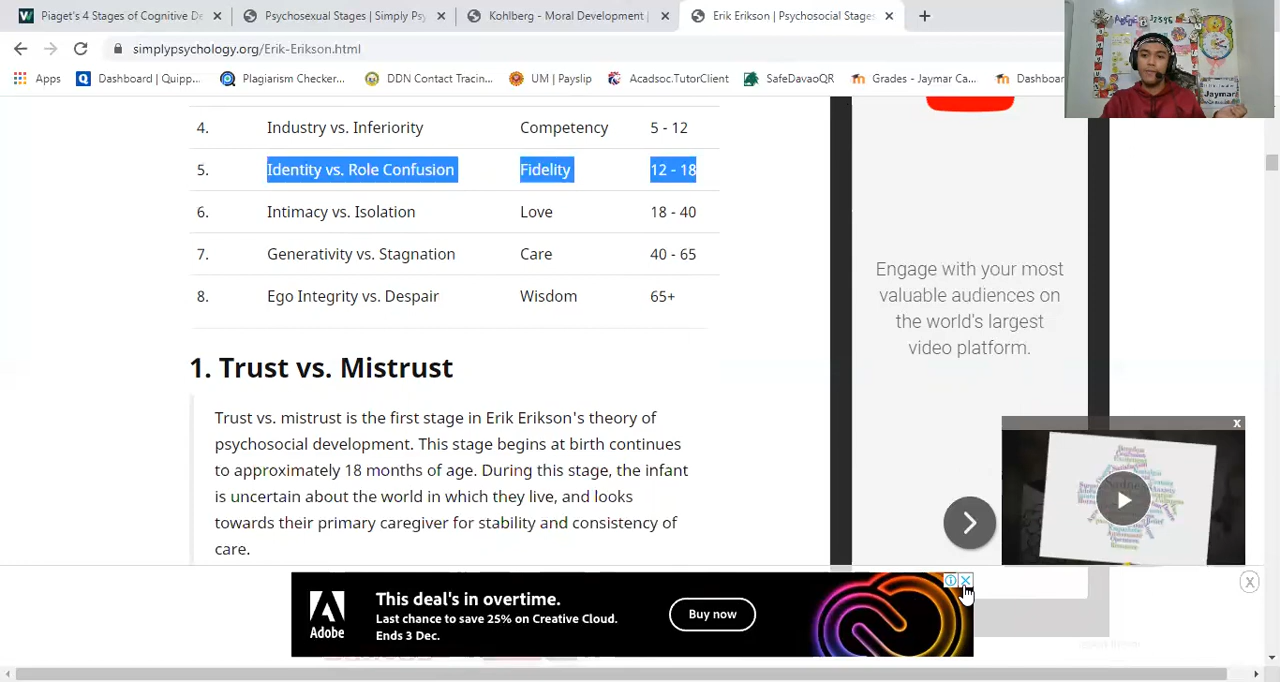 Piaget's 4 Stages of Cognitive De
Psychosexual Stages | Simply Psy
Kohlberg - Moral Development |
Erik Erikson | Psychosocial Stages
simplypsychology.org/Erik-Erikson.html
Apps
Dashboard | Quipp...
Plagiarism Checker...
DDN Contact Tracin...
UM | Payslip
Acadsoc.TutorClient
SafeDavaoQR
Grades - Jaymar Ca...
Dashboar
Jaymar
4. Industry vs. Inferiority Competency 5 - 12
5. Identity vs. Role Confusion Fidelity 12 - 18
6. Intimacy vs. Isolation Love 18 - 40
7. Generativity vs. Stagnation Care 40 - 65
8. Ego Integrity vs. Despair Wisdom 65+
1. Trust vs. Mistrust
Trust vs. mistrust is the first stage in Erik Erikson's theory of
psychosocial development. This stage begins at birth continues
to approximately 18 months of age. During this stage, the infant
is uncertain about the world in which they live, and looks
towards their primary caregiver for stability and consistency of
care.
Engage with your most
valuable audiences on
the world's largest
video platform.
x
Adobe
This deal's in overtime.
Last chance to save 25% on Creative Cloud.
Ends 3 Dec.
Buy now